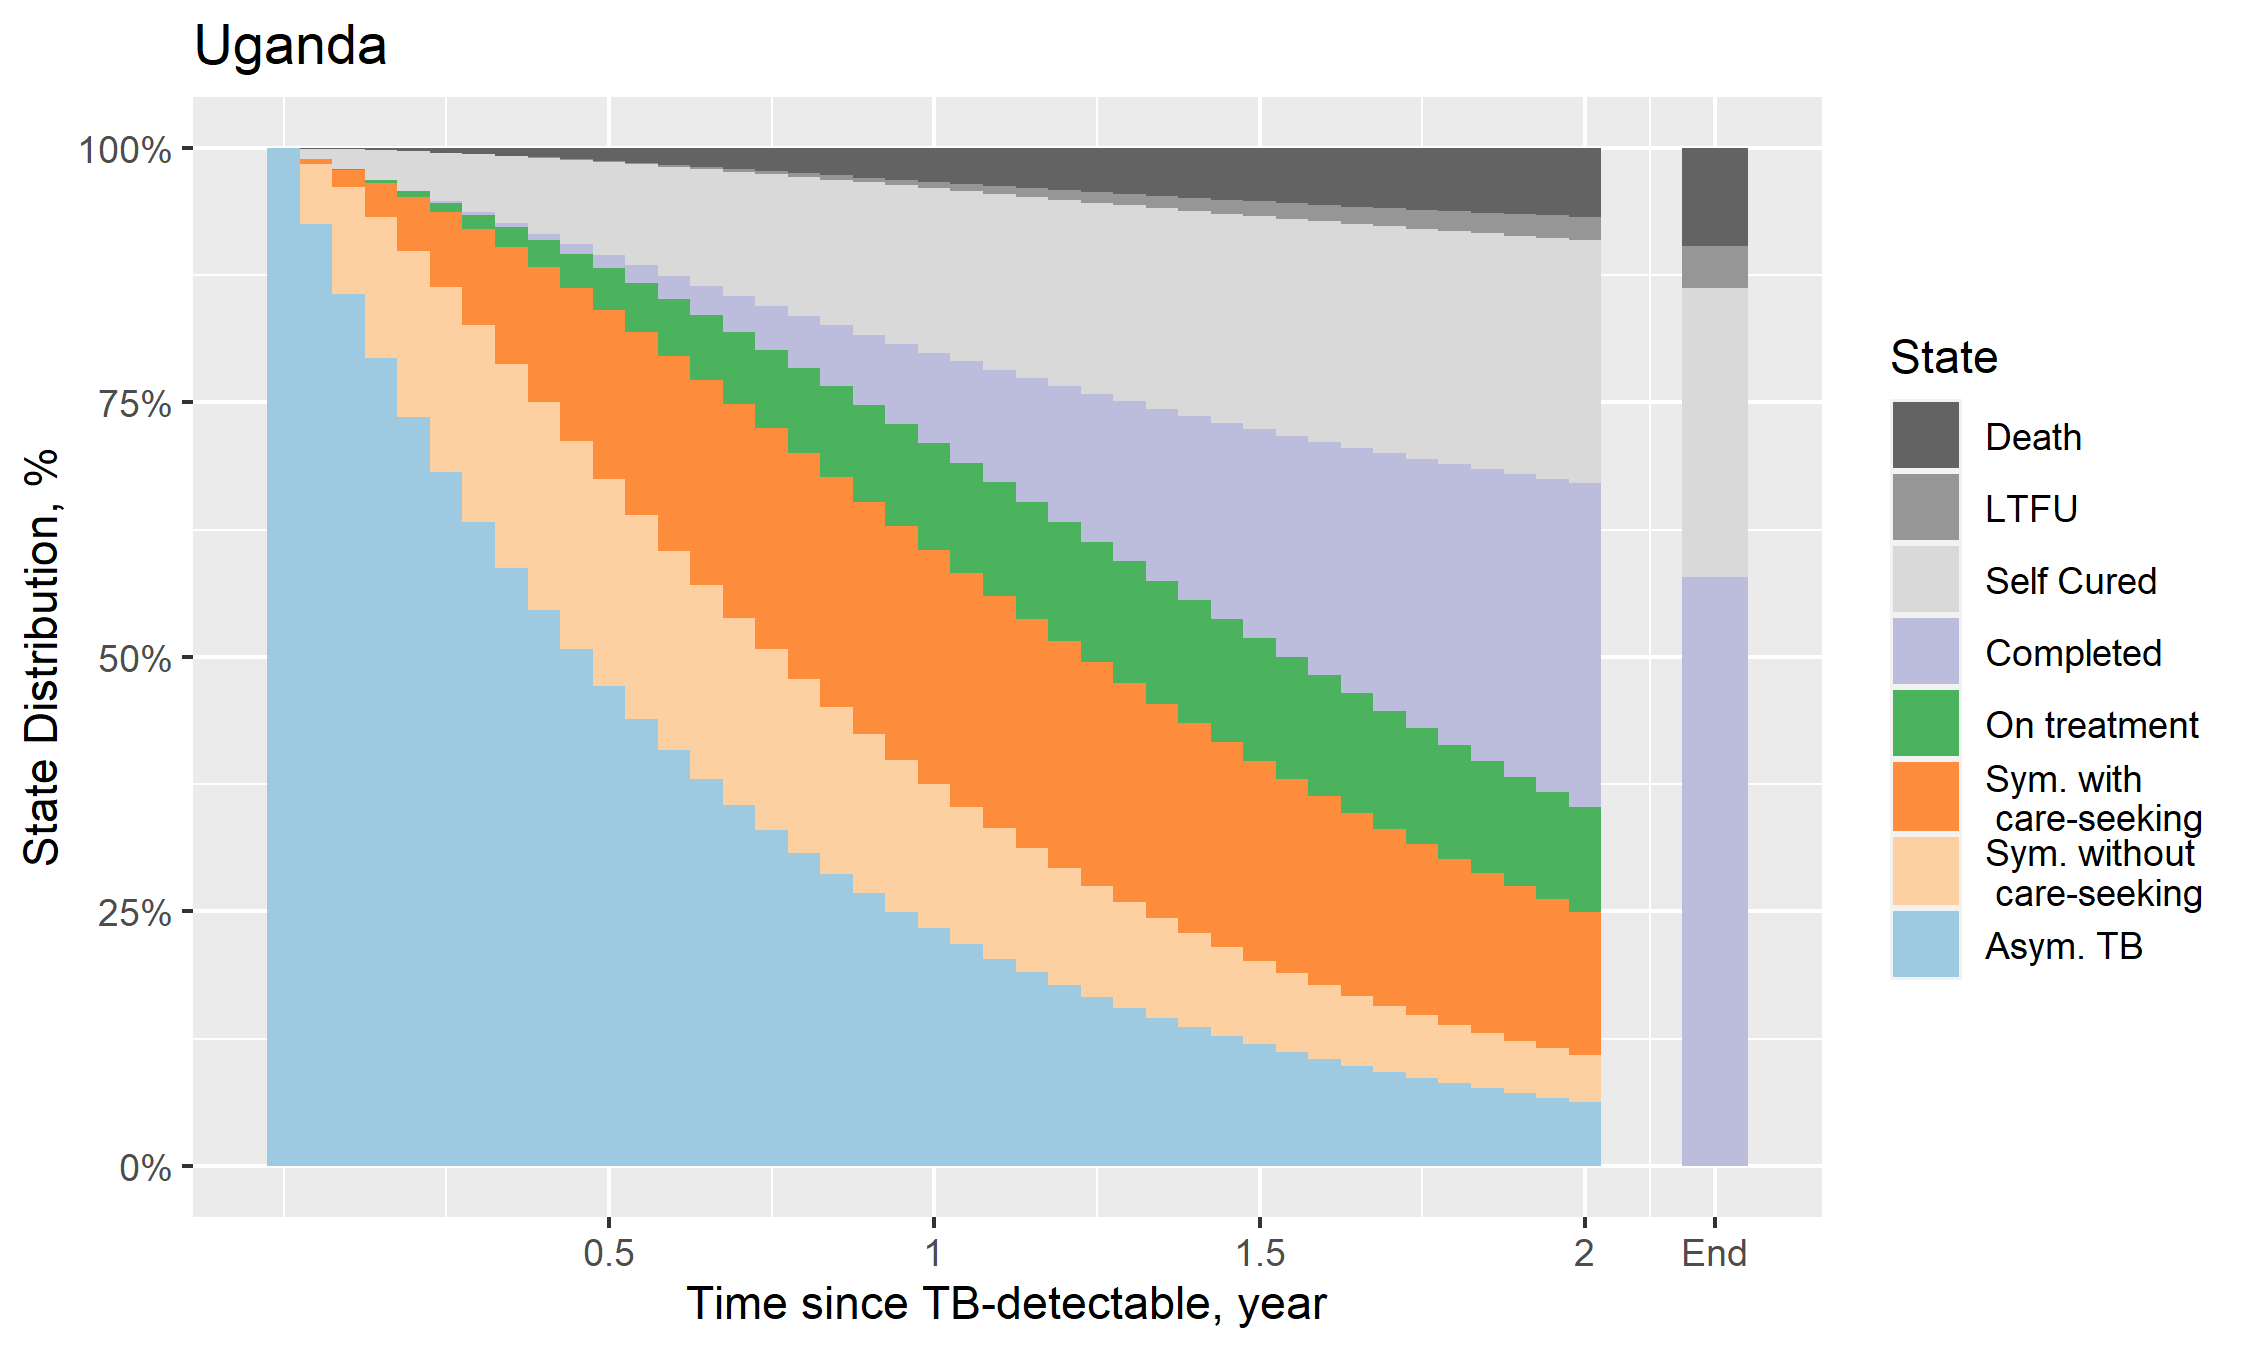 Uganda
100%
75%
50%
25%
0%
State Distribution, %
0.5
1
1.5
2
End
Time since TB-detectable, year
State
Death
LTFU
Self Cured
Completed
On treatment
Sym. with
care-seeking
Sym. without
care-seeking
Asym. TB